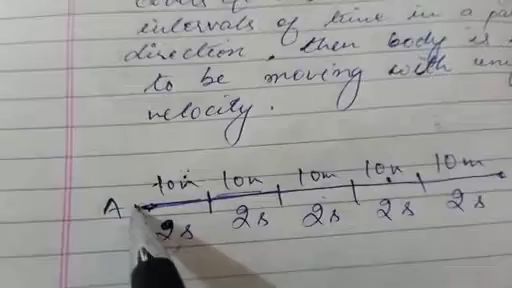 intervals of time in a
direction. then body is
to be moving with
velocity.
10m 10m 10m 10m 10m
A
2s 2s 2s 2s 2s